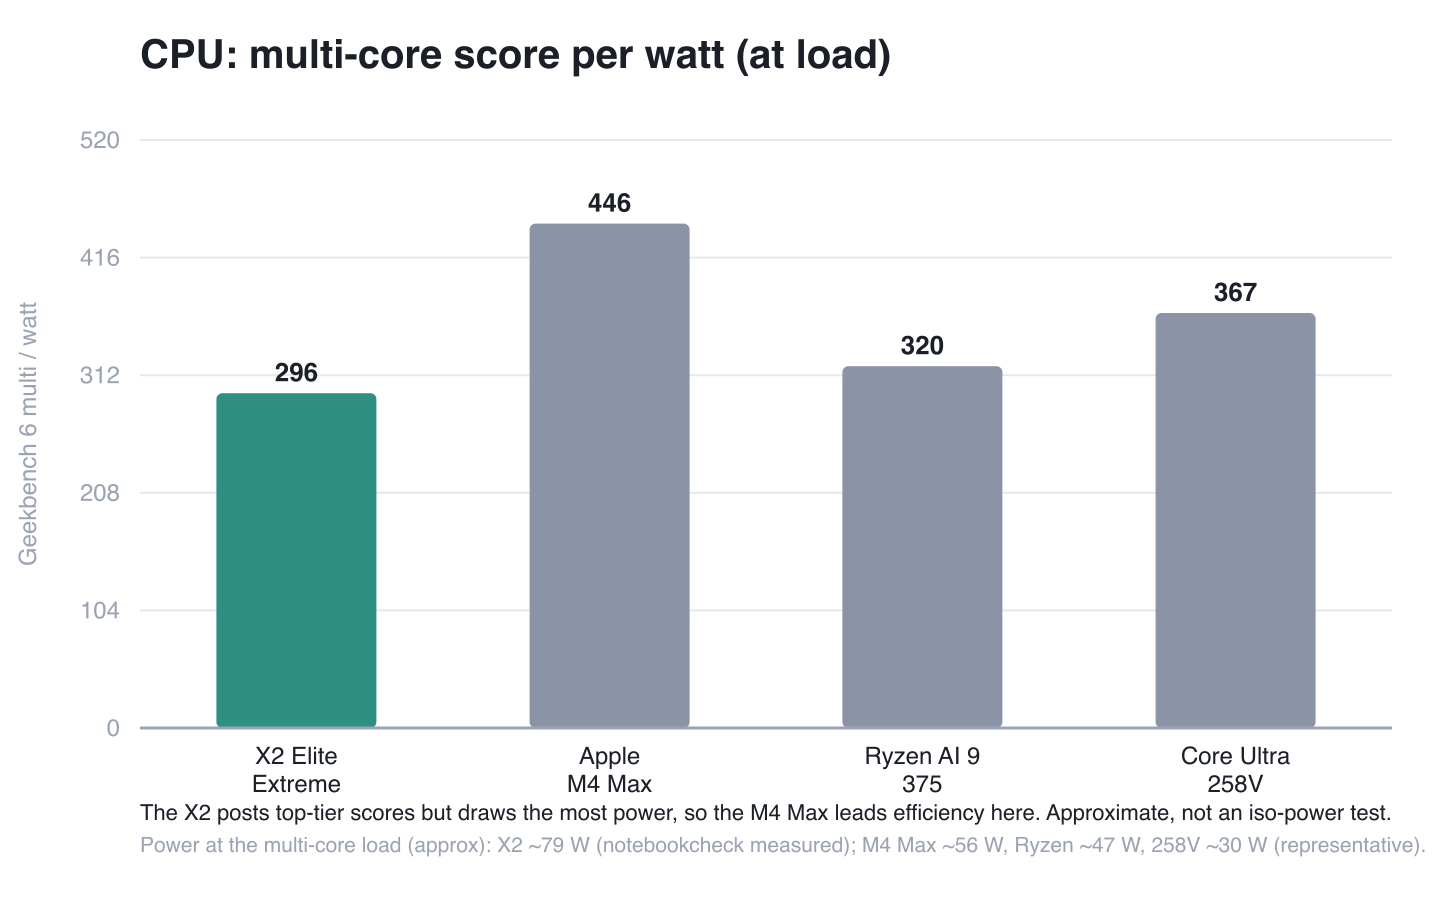 CPU: multi-core score per watt (at load)
520
416
312
208
104
0
Geekbench 6 multi / watt
296
446
320
367
X2 Elite
Extreme
Apple
M4 Max
Ryzen AI 9
375
Core Ultra
258V
The X2 posts top-tier scores but draws the most power, so the M4 Max leads efficiency here. Approximate, not an iso-power test.
Power at the multi-core load (approx): X2 ~79 W (notebookcheck measured); M4 Max ~56 W, Ryzen ~47 W, 258V ~30 W (representative).